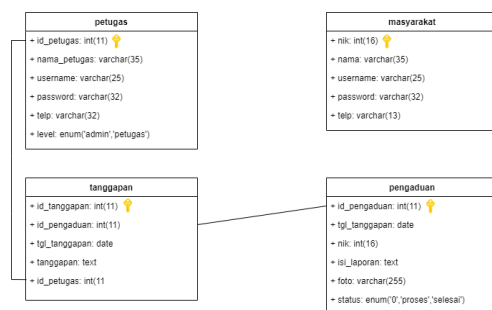 petugas
+ id_petugas: int(11)
+ nama_petugas: varchar(35)
+ username: varchar(25)
+ password: varchar(32)
+ telp: varchar(32)
+ level: enum('admin','petugas')
masyarakat
+ nik: int(16)
+ nama: varchar(35)
+ username: varchar(25)
+ password: varchar(32)
+ telp: varchar(13)
tanggapan
+ id_tanggapan: int(11)
+ id_pengaduan: int(11)
+ tgl_tanggapan: date
+ tanggapan: text
+ id_petugas: int(11
pengaduan
+ id_pengaduan: int(11)
+ tgl_tanggapan: date
+ nik: int(16)
+ isi_laporan: text
+ foto: varchar(255)
+ status: enum('0','proses','selesai')